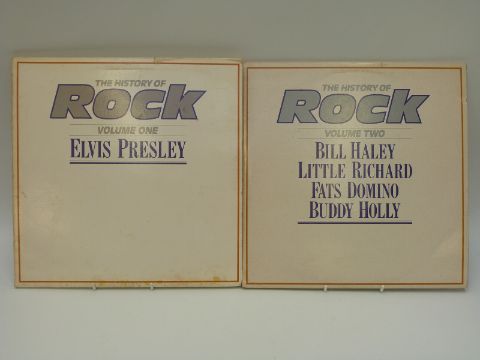 THE HISTORY OF
ROCK
VOLUME ONE
ELVIS PRESLEY
THE HISTORY OF
ROCK
VOLUME TWO
BILL HALEY
LITTLE RICHARD
FATS DOMINO
BUDDY HOLLY